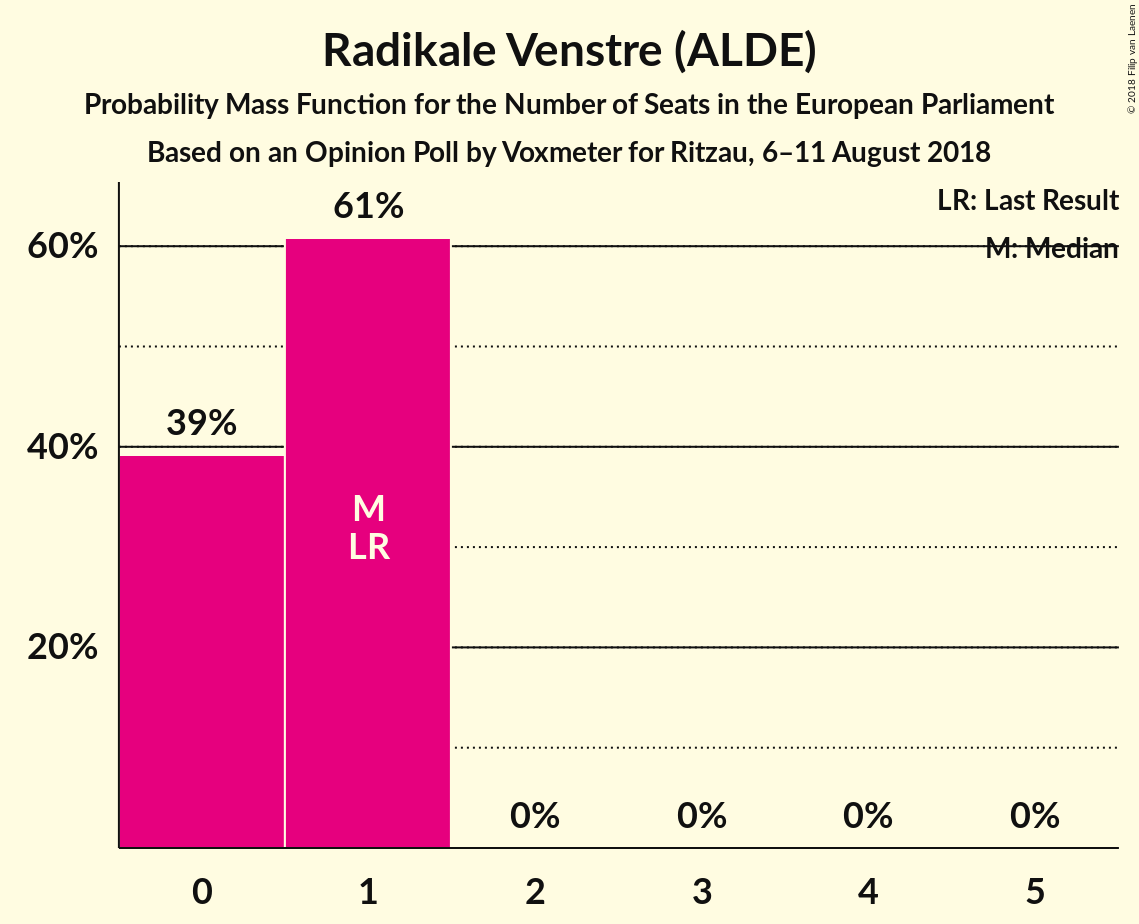 Radikale Venstre (ALDE)
Probability Mass Function for the Number of Seats in the European Parliament
Based on an Opinion Poll by Voxmeter for Ritzau, 6–11 August 2018
© 2018 Filip van Laenen
LR: Last Result
M: Median
60%
40%
20%
39%
61%
M
LR
0%
0%
0%
0%
0
1
2
3
4
5